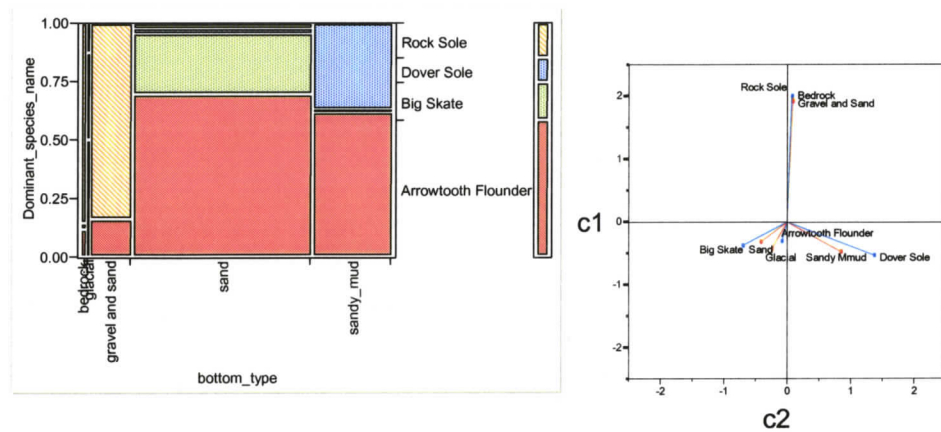 1.00
0.75
0.50
0.25
0.00
Dominant_species_name
Rock Sole
Dover Sole
Big Skate
Arrowtooth Flounder
bedrock
glacial
gravel and sand
sand
sandy_mud
bottom_type
2
1
0
-1
-2
c1
Rock Sole
Bedrock
Gravel and Sand
Arrowtooth Flounder
Big Skate
Sand
Glacial
Sandy Mmud
Dover Sole
-2
-1
0
1
2
c2